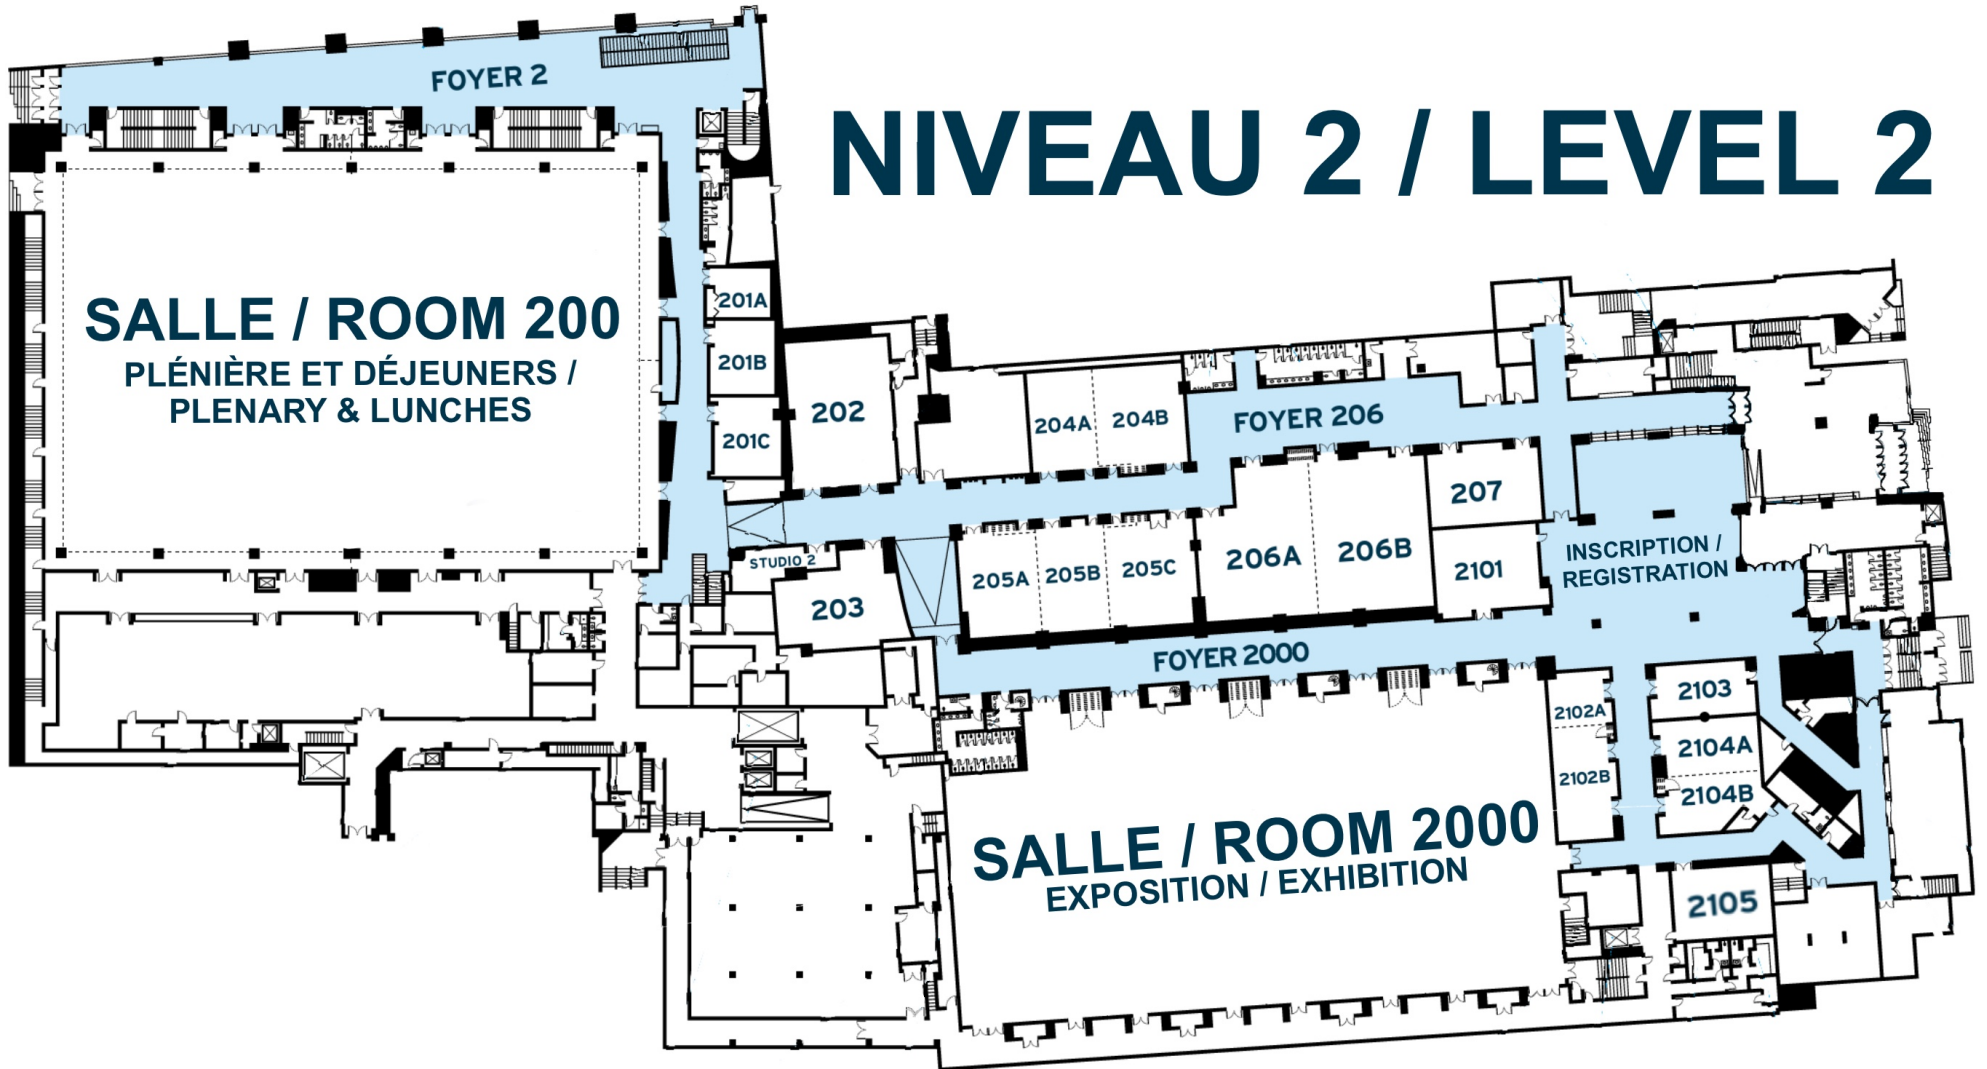 FOYER 2
NIVEAU 2 / LEVEL 2
SALLE / ROOM 200
PLÉNIÈRE ET DÉJEUNERS /
PLENARY & LUNCHES
201A
201B
201C
202
204A
204B
FOYER 206
207
STUDIO 2
203
205A
205B
205C
206A
206B
2101
INSCRIPTION /
REGISTRATION
FOYER 2000
2102A
2102B
2103
2104A
2104B
SALLE / ROOM 2000
EXPOSITION / EXHIBITION
2105